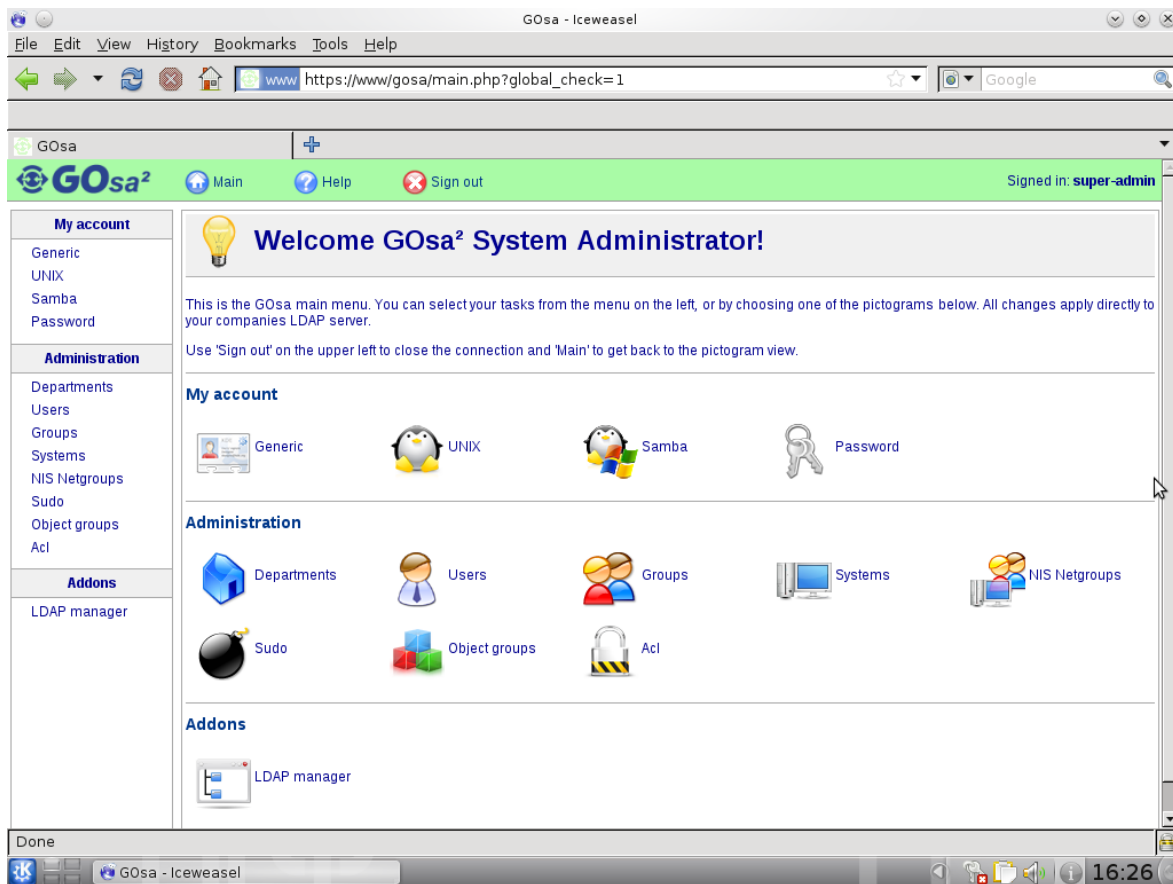 GOsa - Iceweasel
File Edit View History Bookmarks Tools Help
www https://www/gosa/main.php?global_check=1 Google
GOsa
GOsa² Main Help Sign out Signed in: super-admin
My account
Generic
UNIX
Samba
Password
Administration
Departments
Users
Groups
Systems
NIS Netgroups
Sudo
Object groups
Acl
Addons
LDAP manager
Welcome GOsa² System Administrator!
This is the GOsa main menu. You can select your tasks from the menu on the left, or by choosing one of the pictograms below. All changes apply directly to
your companies LDAP server.
Use 'Sign out' on the upper left to close the connection and 'Main' to get back to the pictogram view.
My account
Generic UNIX Samba Password
Administration
Departments Users Groups Systems NIS Netgroups
Sudo Object groups Acl
Addons
LDAP manager
Done
GOsa - Iceweasel 16:26